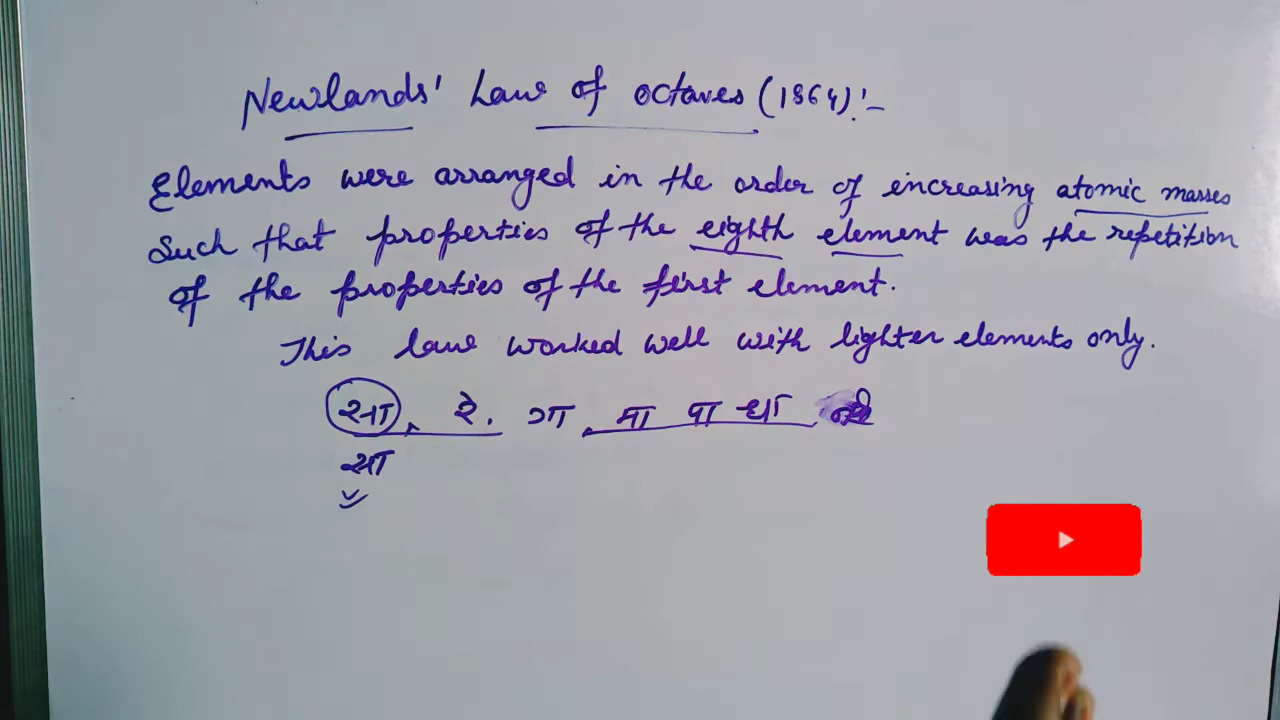 Newlands' Law of octaves (1864):-
Elements were arranged in the order of increasing atomic masses
Such that properties of the eighth element was the repetition
of the properties of the first element.
This law worked well with lighter elements only.
सा, रे. गा, मा पा धा
सा